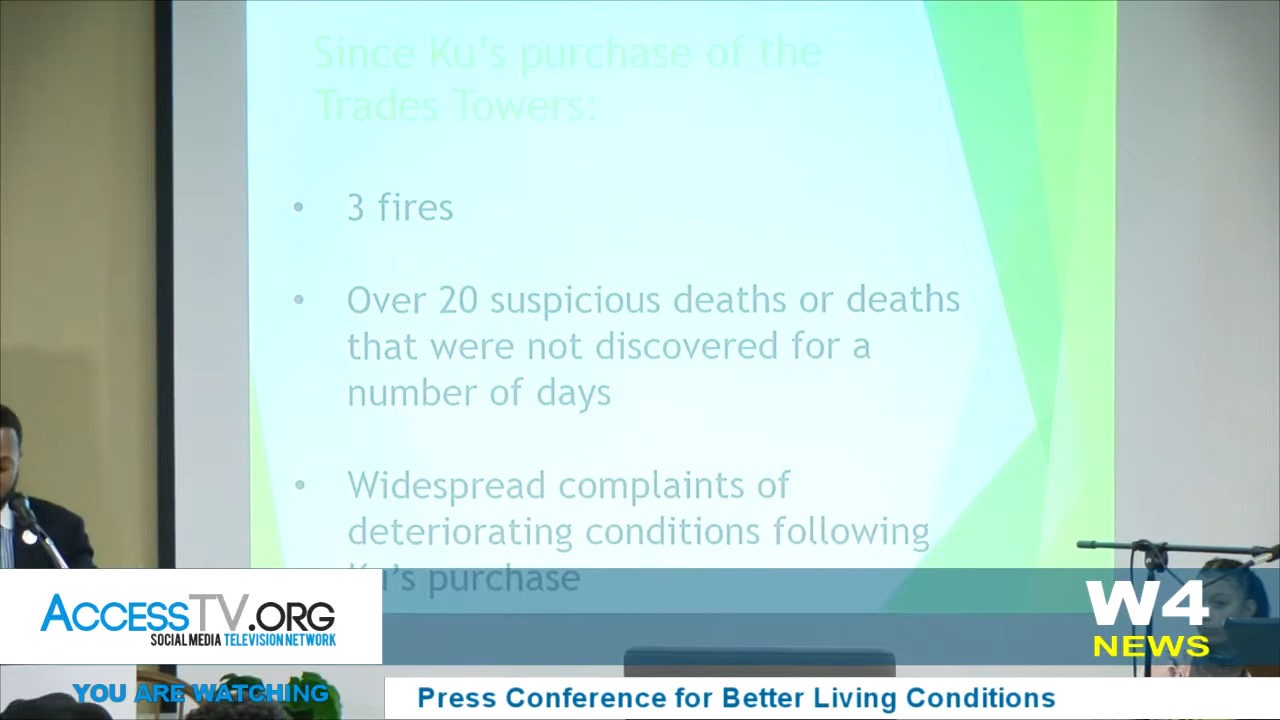 Since Ku's purchase of the
Trades Towers:
• 3 fires
• Over 20 suspicious deaths or deaths
that were not discovered for a
number of days
• Widespread complaints of
deteriorating conditions following
Ku's purchase
ACCESSTV.ORG
SOCIAL MEDIA TELEVISION NETWORK
W4
NEWS
YOU ARE WATCHING
Press Conference for Better Living Conditions